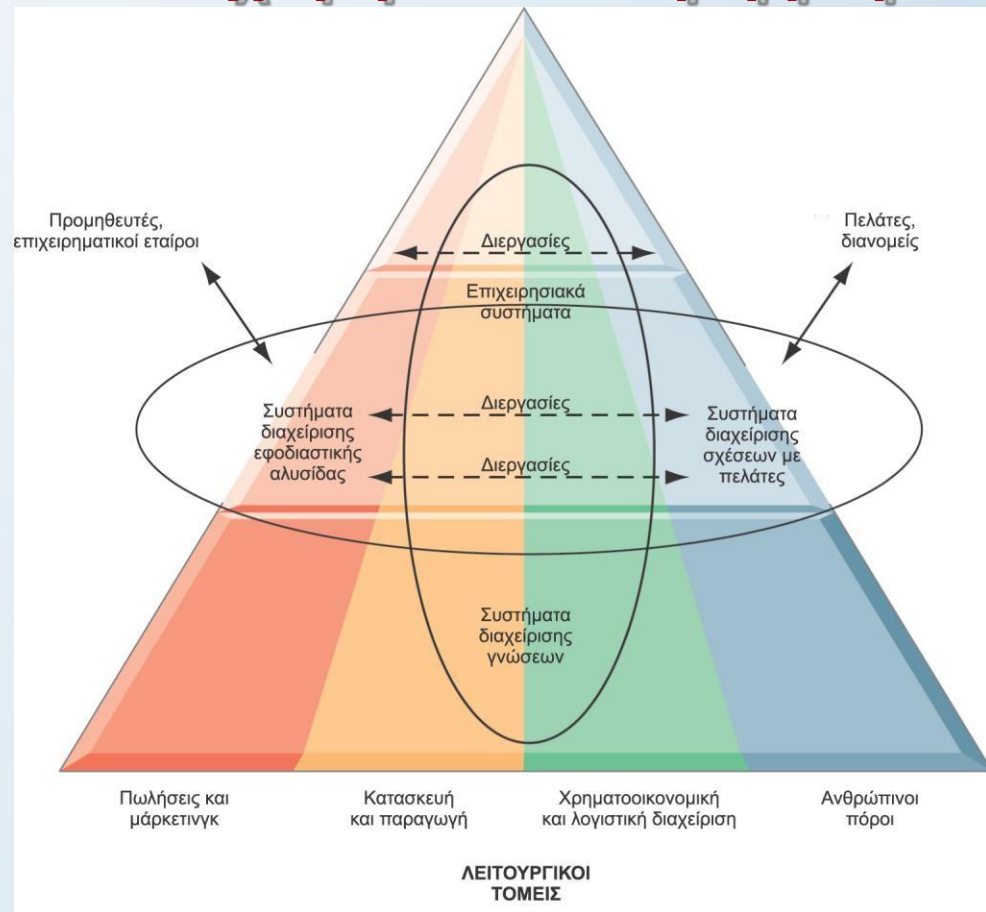 Προμηθευτές,
επιχειρηματικοί εταίροι
Πελάτες,
διανομείς
Διεργασίες
Επιχειρησιακά
συστήματα
Συστήματα
διαχείρισης
εφοδιαστικής
αλυσίδας
Διεργασίες
Διεργασίες
Συστήματα
διαχείρισης
σχέσεων με
πελάτες
Συστήματα
διαχείρισης
γνώσεων
Πωλήσεις και
μάρκετινγκ
Κατασκευή
και παραγωγή
Χρηματοοικονομική
και λογιστική διαχείριση
Ανθρώπινοι
πόροι
ΛΕΙΤΟΥΡΓΙΚΟΙ
ΤΟΜΕΙΣ